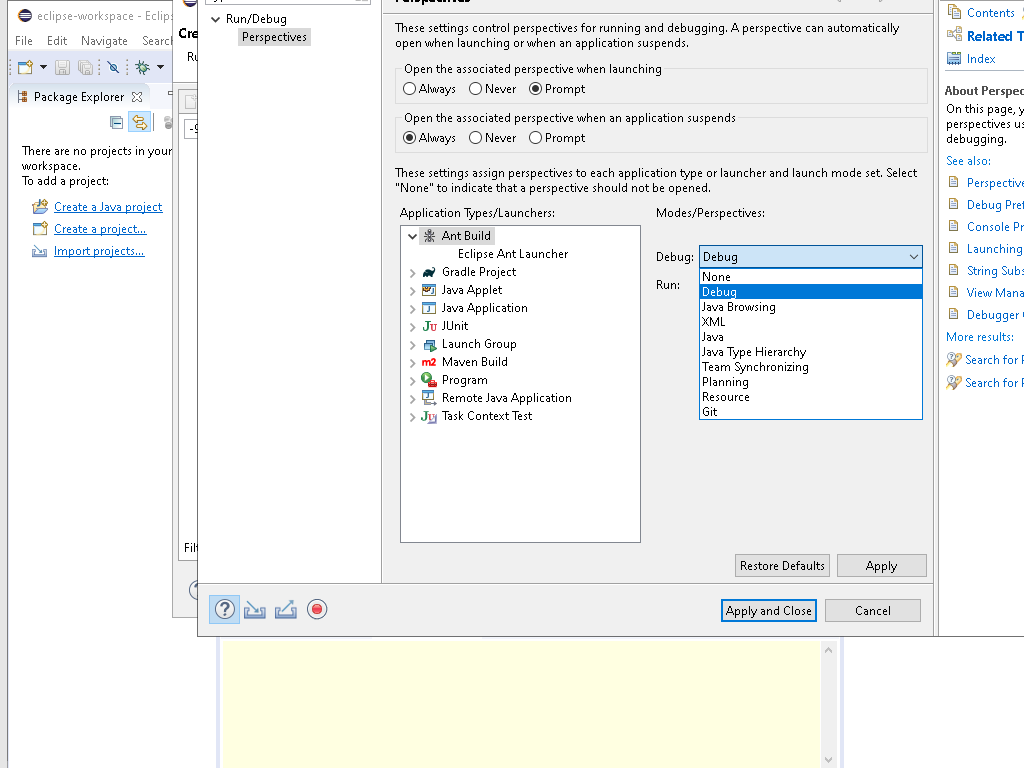 eclipse-workspace - Eclips
File Edit Navigate Search
Package Explorer
There are no projects in your
workspace.
To add a project:
Create a Java project
Create a project...
Import projects...
Cre
Filt
Run/Debug
Perspectives
Perspectives
These settings control perspectives for running and debugging. A perspective can automatically
open when launching or when an application suspends.
Open the associated perspective when launching
Always Never Prompt
Open the associated perspective when an application suspends
Always Never Prompt
These settings assign perspectives to each application type or launcher and launch mode set. Select
"None" to indicate that a perspective should not be opened.
Application Types/Launchers:
Ant Build
Eclipse Ant Launcher
Gradle Project
Java Applet
Java Application
JUnit
Launch Group
Maven Build
Program
Remote Java Application
Task Context Test
Modes/Perspectives:
Debug: Debug
Run:
None
Debug
Java Browsing
XML
Java
Java Type Hierarchy
Team Synchronizing
Planning
Resource
Git
Restore Defaults Apply
Apply and Close Cancel
Contents
Related T
Index
About Perspec
On this page, y
perspectives us
debugging.
See also:
Perspective
Debug Pref
Console Pr
Launching
String Subs
View Mana
Debugger
More results:
Search for P
Search for P